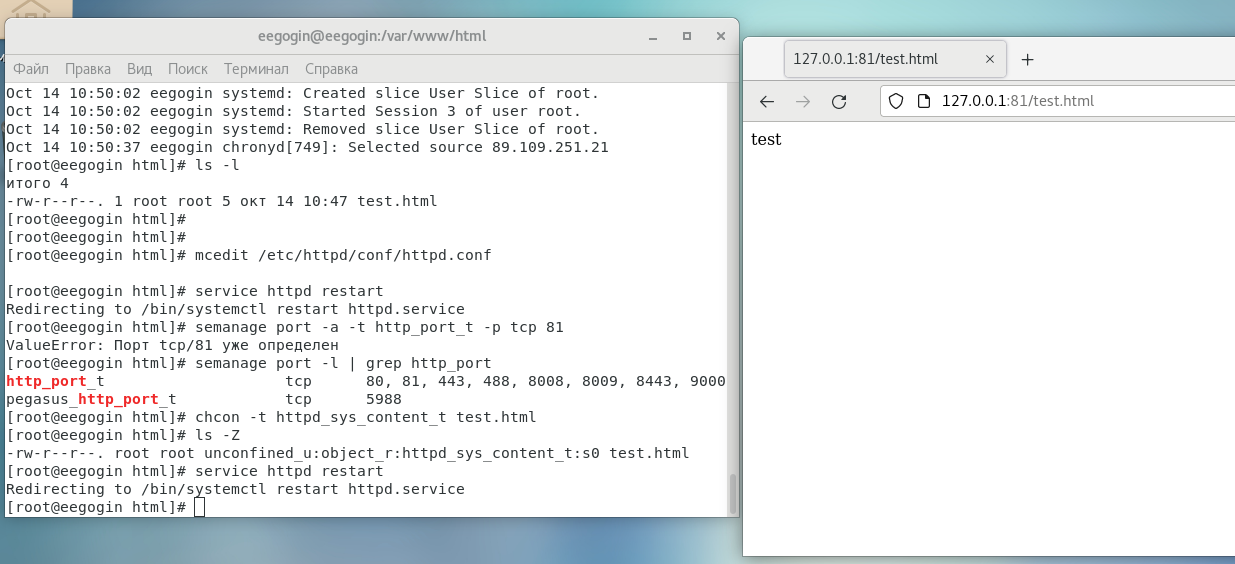 eegogin@eegogin:/var/www/html
Файл Правка Вид Поиск Терминал Справка
Oct 14 10:50:02 eegogin systemd: Created slice User Slice of root.
Oct 14 10:50:02 eegogin systemd: Started Session 3 of user root.
Oct 14 10:50:02 eegogin systemd: Removed slice User Slice of root.
Oct 14 10:50:37 eegogin chronyd[749]: Selected source 89.109.251.21
[root@eegogin html]# ls -l
итого 4
-rw-r--r--. 1 root root 5 окт 14 10:47 test.html
[root@eegogin html]#
[root@eegogin html]#
[root@eegogin html]# mcedit /etc/httpd/conf/httpd.conf
[root@eegogin html]# service httpd restart
Redirecting to /bin/systemctl restart httpd.service
[root@eegogin html]# semanage port -a -t http_port_t -p tcp 81
ValueError: Порт tcp/81 уже определен
[root@eegogin html]# semanage port -l | grep http_port
http_port_t tcp 80, 81, 443, 488, 8008, 8009, 8443, 9000
pegasus_http_port_t tcp 5988
[root@eegogin html]# chcon -t httpd_sys_content_t test.html
[root@eegogin html]# ls -Z
-rw-r--r--. root root unconfined_u:object_r:httpd_sys_content_t:s0 test.html
[root@eegogin html]# service httpd restart
Redirecting to /bin/systemctl restart httpd.service
[root@eegogin html]#
127.0.0.1:81/test.html
127.0.0.1:81/test.html
test